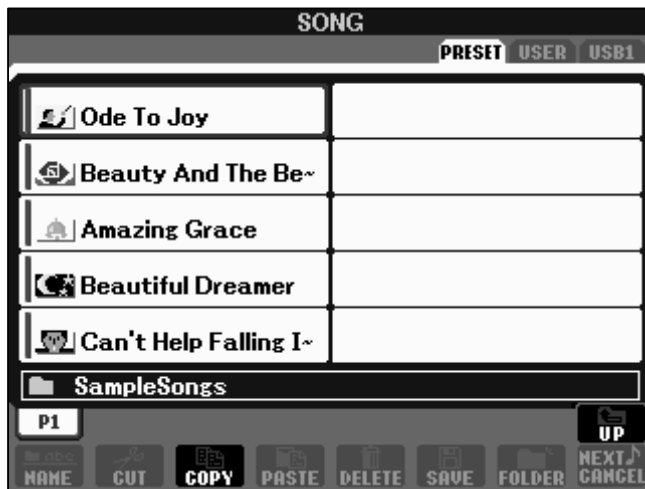 SONG
PRESET USER USB1
Ode To Joy
Beauty And The Be~
Amazing Grace
Beautiful Dreamer
Can't Help Falling I~
SampleSongs
P1
UP
abc
NAME CUT COPY PASTE DELETE SAVE FOLDER NEXT♪ CANCEL